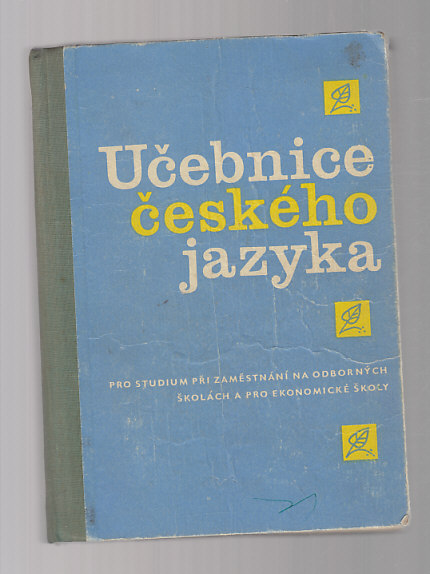 Učebnice
českého
jazyka
PRO STUDIUM PŘI ZAMĚSTNÁNÍ NA ODBORNÝCH
ŠKOLÁCH A PRO EKONOMICKÉ ŠKOLY